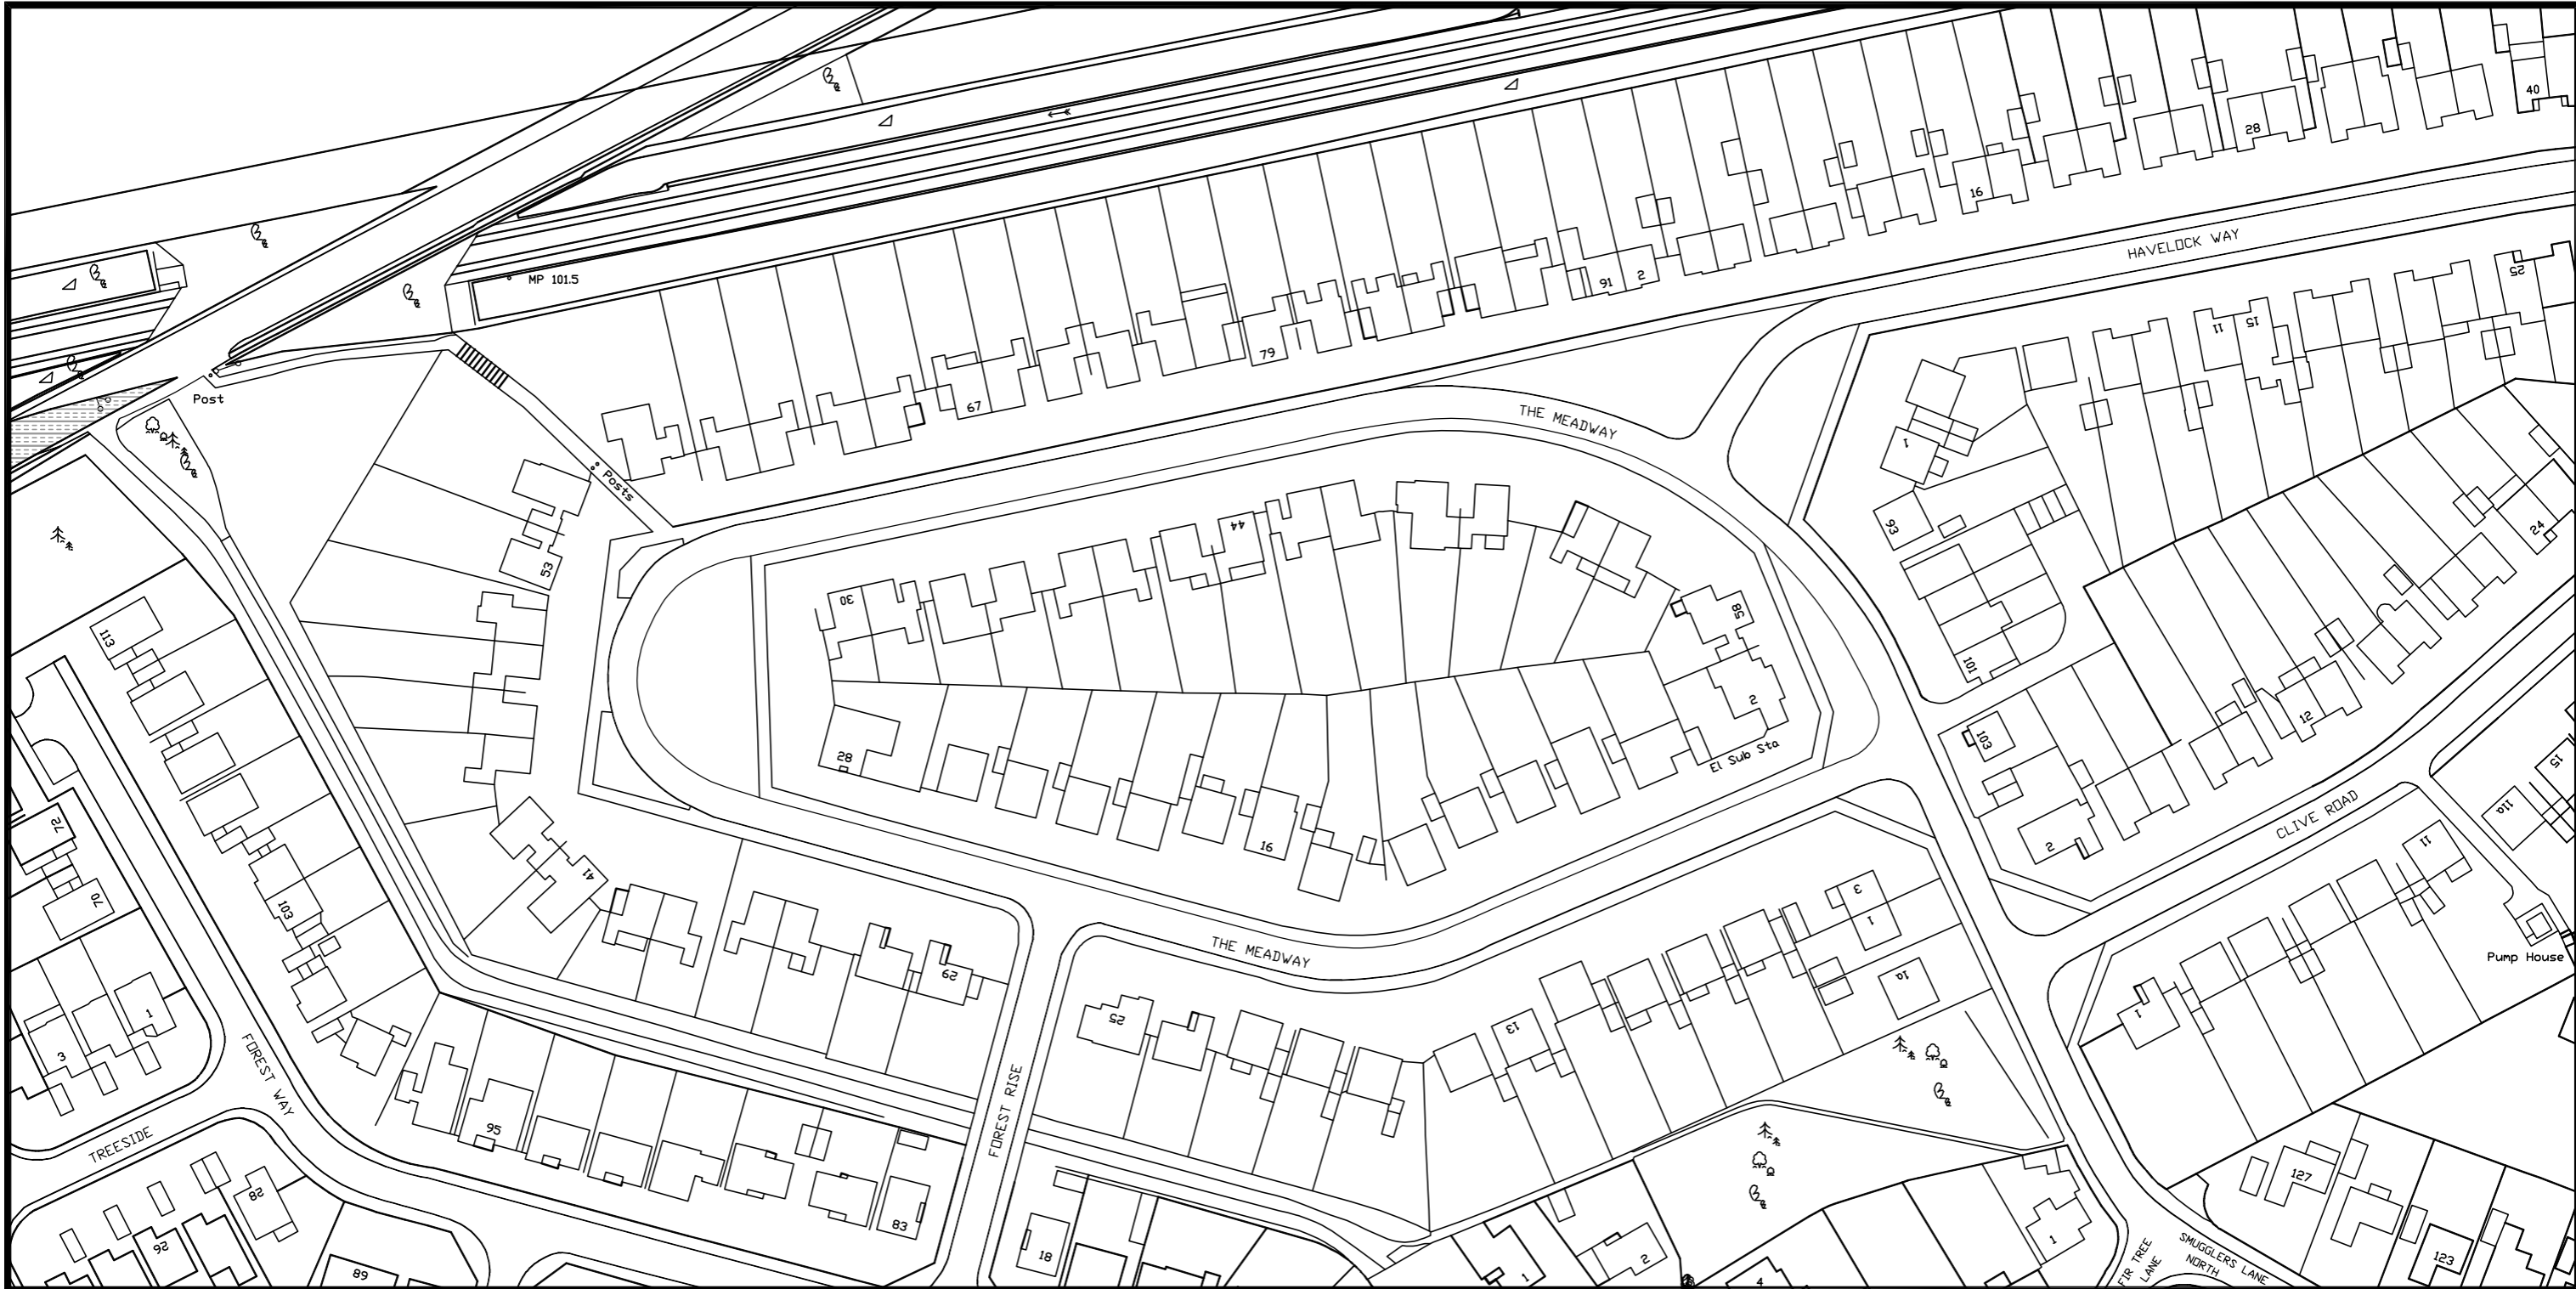 40
28
16
HAVELOCK WAY
MP 101.5
91
2
79
67
25
11
15
Post
THE MEADWAY
1
Posts
93
24
44
53
30
58
113
101
2
12
103
28
El Sub Sta
15
11a
72
CLIVE ROAD
2
16
11
41
70
3
1
103
THE MEADWAY
62
Pump House
1a
1
25
13
1
3
FOREST WAY
FOREST RISE
95
TREESIDE
127
82
83
92
18
89
1
2
4
1
FIR TREE
LANE
SMUGGLERS LANE
NORTH
123